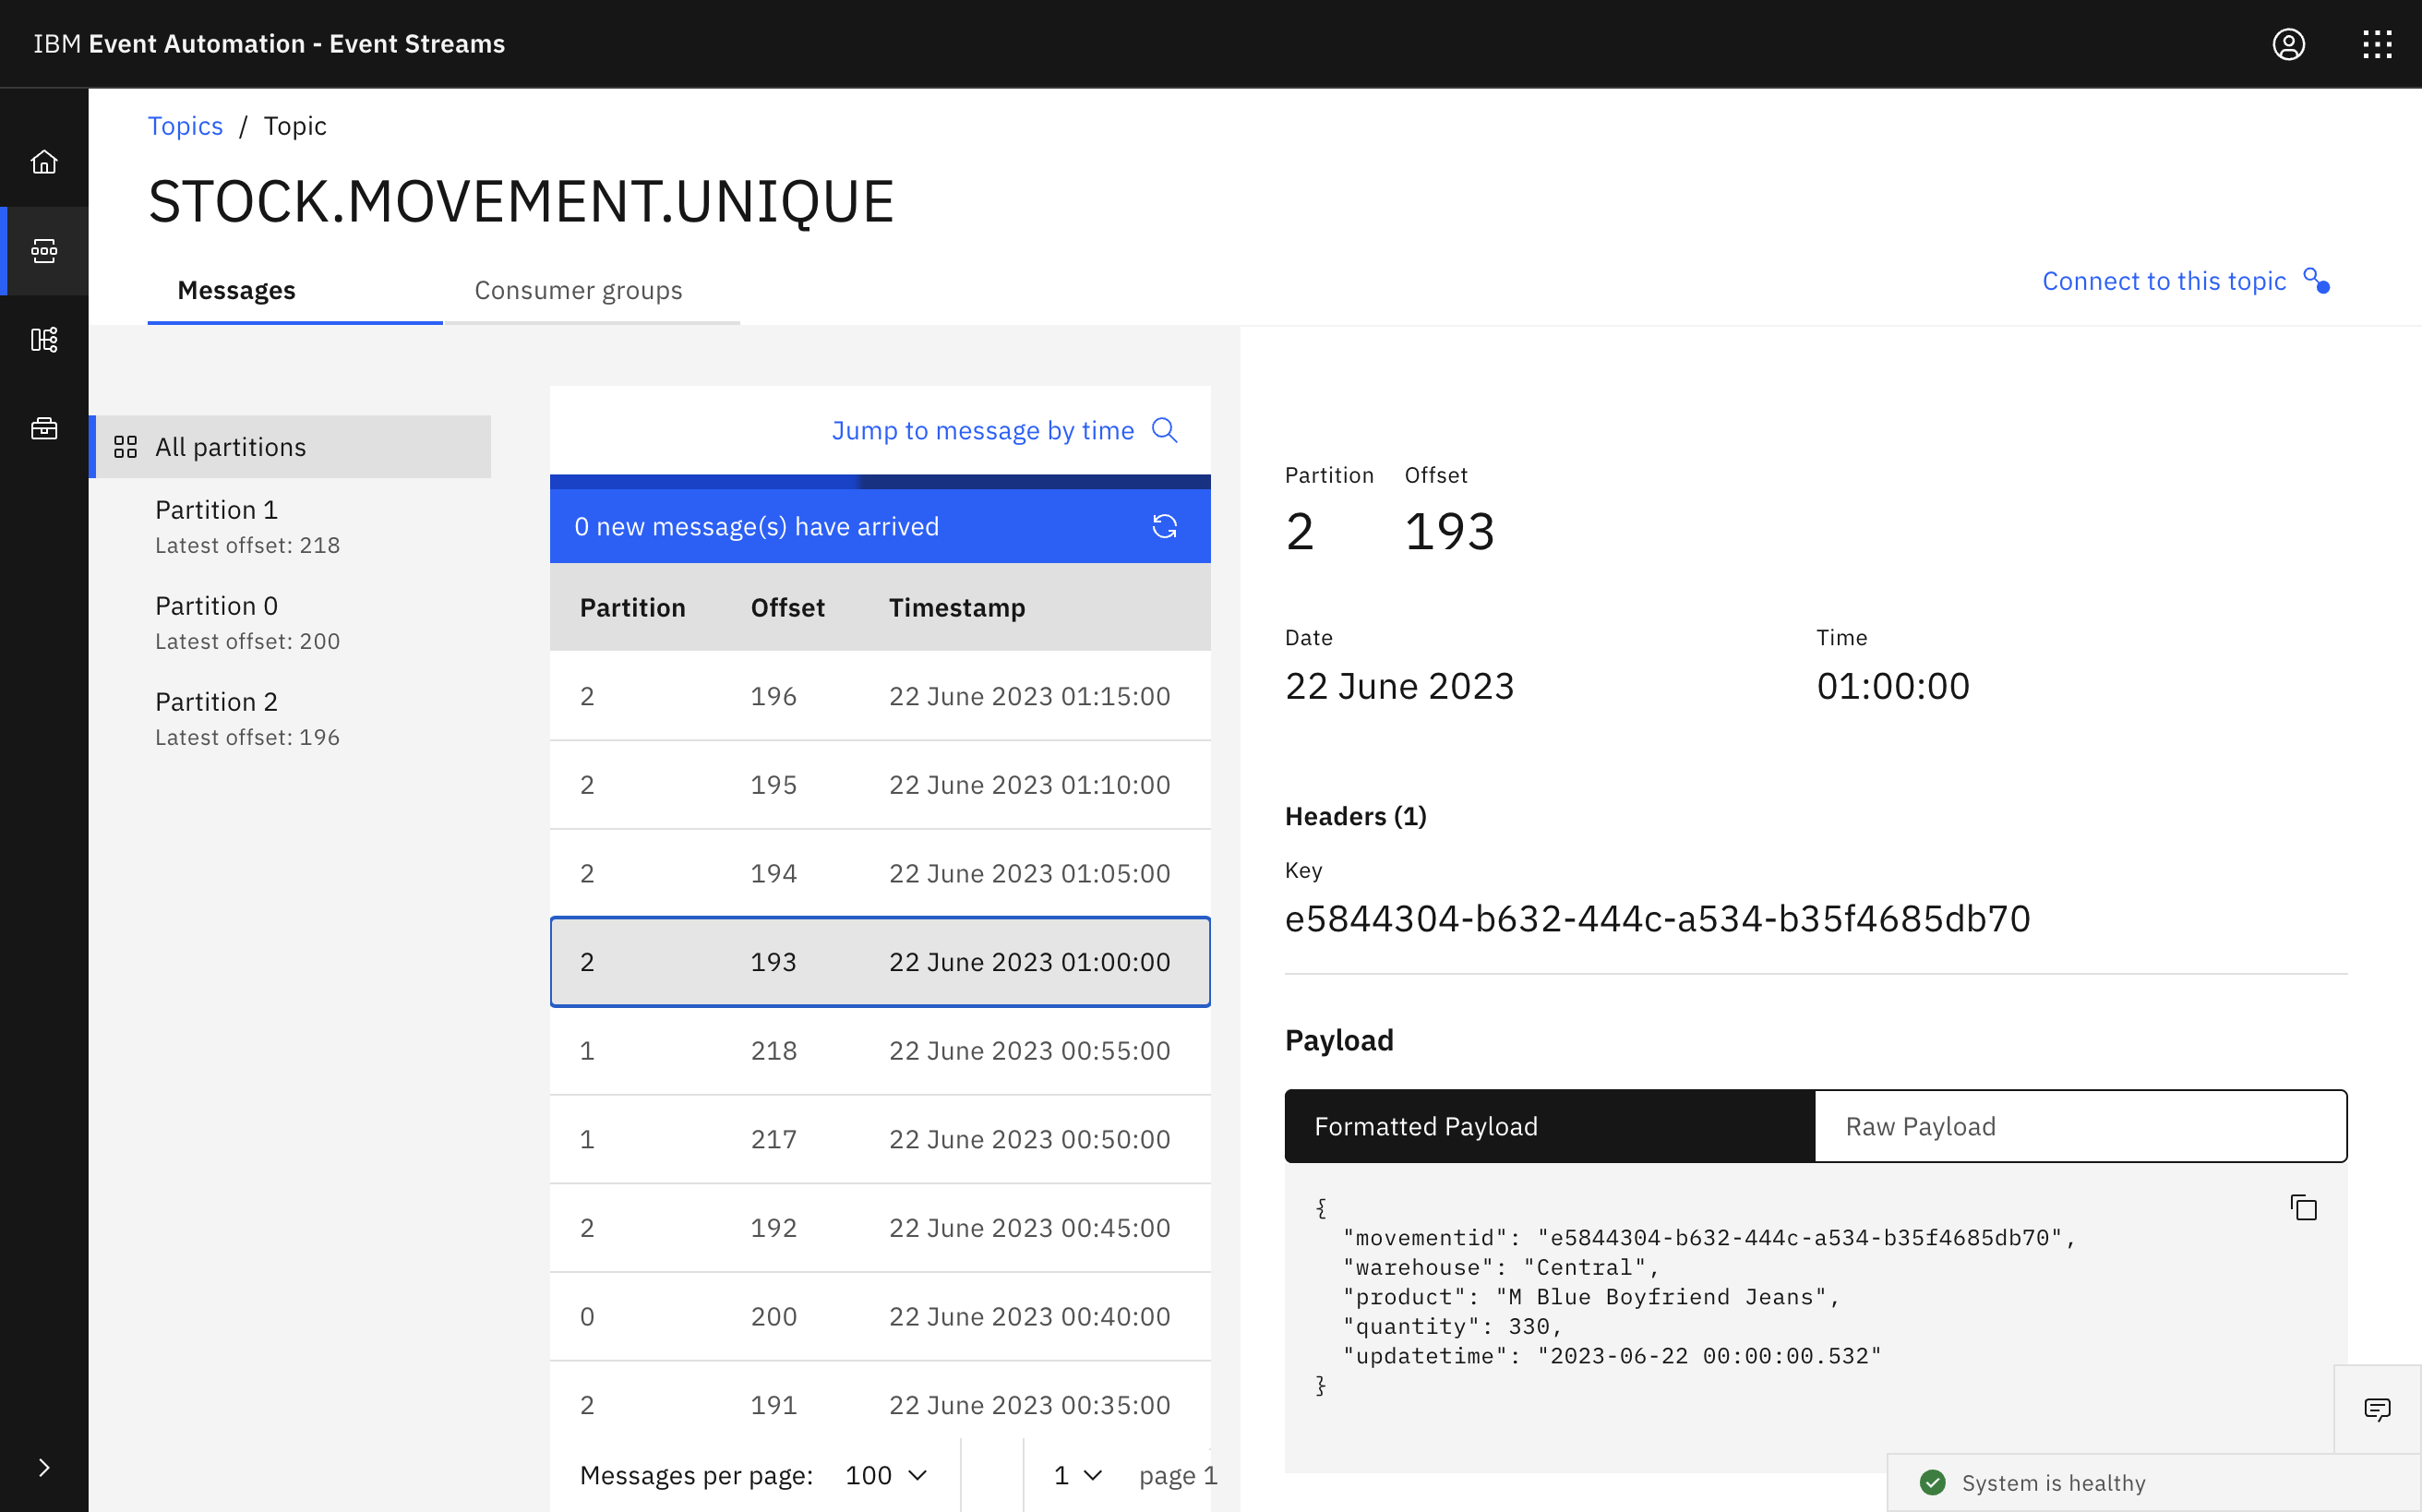 IBM Event Automation - Event Streams
Topics / Topic
STOCK.MOVEMENT.UNIQUE
Messages
Consumer groups
Connect to this topic
All partitions
Partition 1
Latest offset: 218
Partition 0
Latest offset: 200
Partition 2
Latest offset: 196
Jump to message by time
0 new message(s) have arrived
Partition Offset Timestamp
2 196 22 June 2023 01:15:00
2 195 22 June 2023 01:10:00
2 194 22 June 2023 01:05:00
2 193 22 June 2023 01:00:00
1 218 22 June 2023 00:55:00
1 217 22 June 2023 00:50:00
2 192 22 June 2023 00:45:00
0 200 22 June 2023 00:40:00
2 191 22 June 2023 00:35:00
Messages per page: 100 1 page 1
Partition Offset
2 193
Date Time
22 June 2023 01:00:00
Headers (1)
Key
e5844304-b632-444c-a534-b35f4685db70
Payload
Formatted Payload Raw Payload
{
"movementid": "e5844304-b632-444c-a534-b35f4685db70",
"warehouse": "Central",
"product": "M Blue Boyfriend Jeans",
"quantity": 330,
"updatetime": "2023-06-22 00:00:00.532"
}
System is healthy